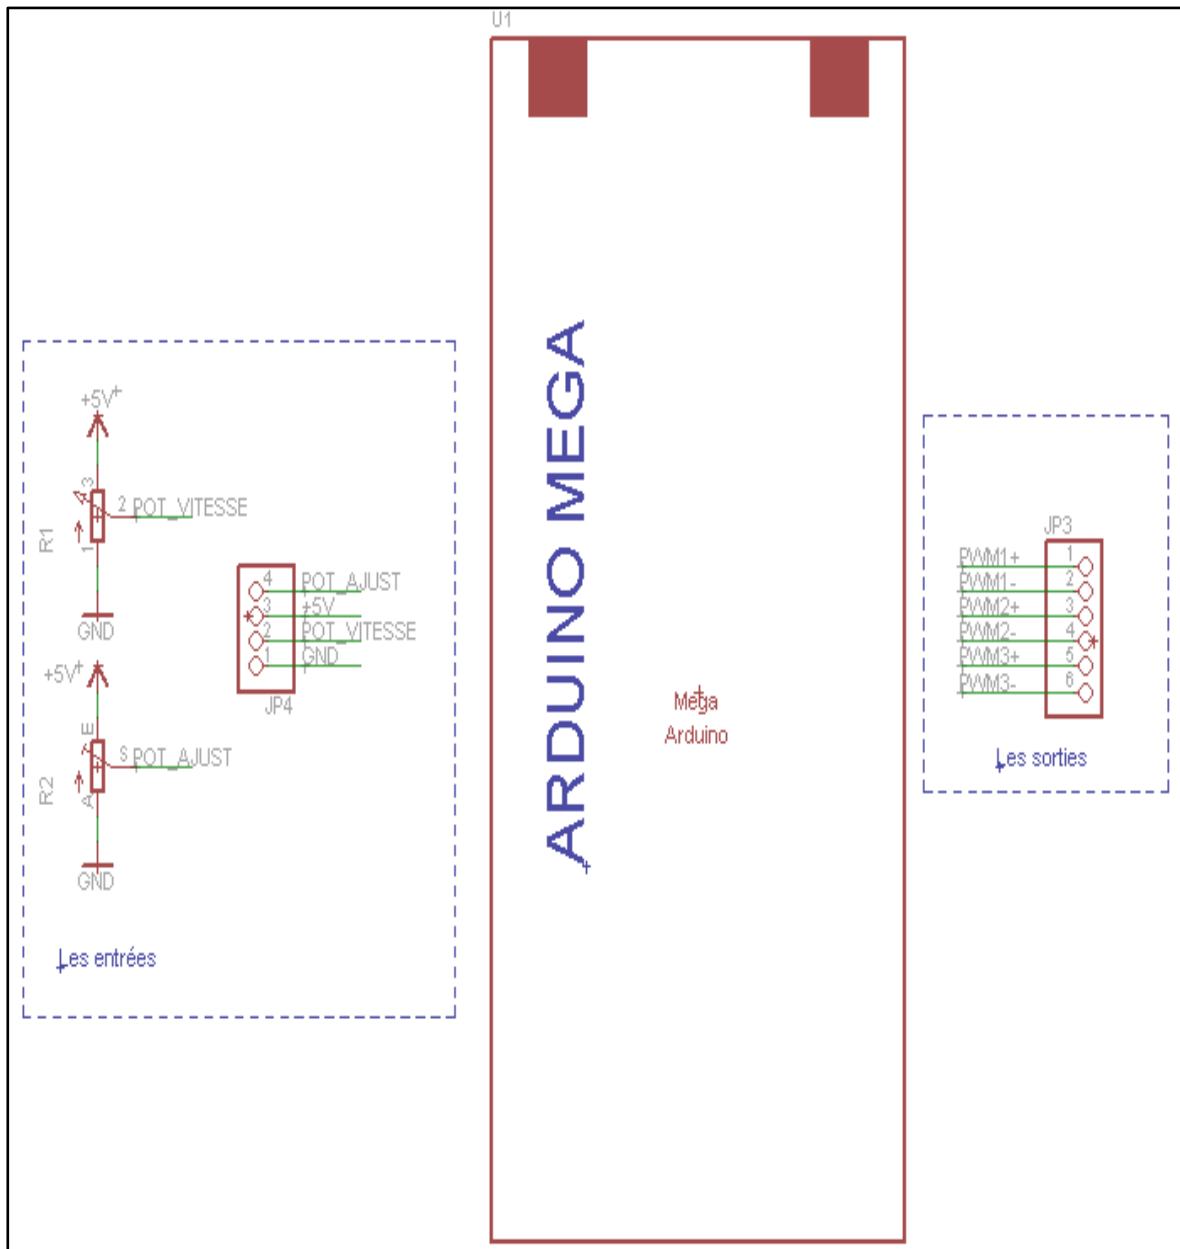 U1
+5V
3
2 POT_VITESSE
R1
1
GND
+5V
E
S POT_AJUST
R2
A
GND
4 POT_AJUST
3 +5V
2 POT_VITESSE
1 GND
JP4
Les entrées
ARDUINO MEGA
Mega
Arduino
JP3
PWM1+ 1
PWM1- 2
PWM2+ 3
PWM2- 4
PWM3+ 5
PWM3- 6
Les sorties